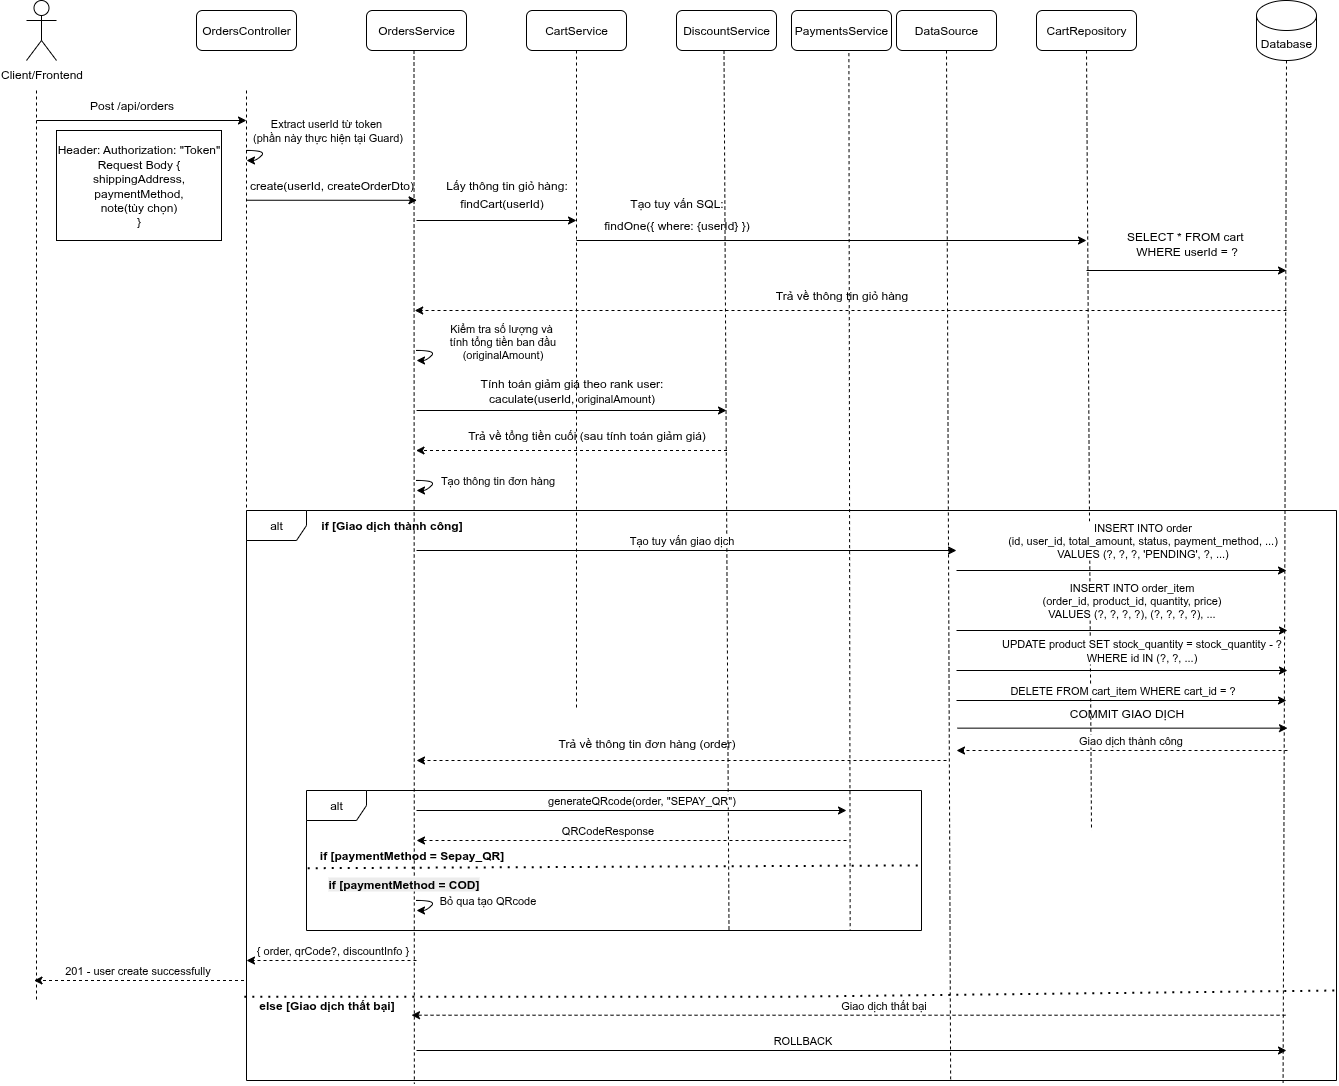 OrdersController
OrdersService
CartService
DiscountService
PaymentsService
DataSource
CartRepository
Database
Client/Frontend
Post /api/orders
Header: Authorization: "Token"
Request Body {
shippingAddress,
paymentMethod,
note(tùy chọn)
}
Extract userId từ token
(phần này thực hiện tại Guard)
create(userId, createOrderDto)
Lấy thông tin giỏ hàng:
findCart(userId)
Tạo tuy vấn SQL:
findOne({ where: {userId} })
SELECT * FROM cart
WHERE userId = ?
Trả về thông tin giỏ hàng
Kiểm tra số lượng và
tính tổng tiền ban đầu
(originalAmount)
Tính toán giảm giá theo rank user:
caculate(userId, originalAmount)
Trả về tổng tiền cuối (sau tính toán giảm giá)
Tạo thông tin đơn hàng
alt
if [Giao dịch thành công]
Tạo tuy vấn giao dịch
INSERT INTO order
(id, user_id, total_amount, status, payment_method, ...)
VALUES (?, ?, ?, 'PENDING', ?, ...)
INSERT INTO order_item
(order_id, product_id, quantity, price)
VALUES (?, ?, ?, ?), (?, ?, ?, ?), ...
UPDATE product SET stock_quantity = stock_quantity - ?
WHERE id IN (?, ?, ...)
DELETE FROM cart_item WHERE cart_id = ?
COMMIT GIAO DỊCH
Giao dịch thành công
Trả về thông tin đơn hàng (order)
alt
generateQRcode(order, "SEPAY_QR")
QRCodeResponse
if [paymentMethod = Sepay_QR]
if [paymentMethod = COD]
Bỏ qua tạo QRcode
{ order, qrCode?, discountInfo }
201 - user create successfully
else [Giao dịch thất bại]
Giao dịch thất bại
ROLLBACK